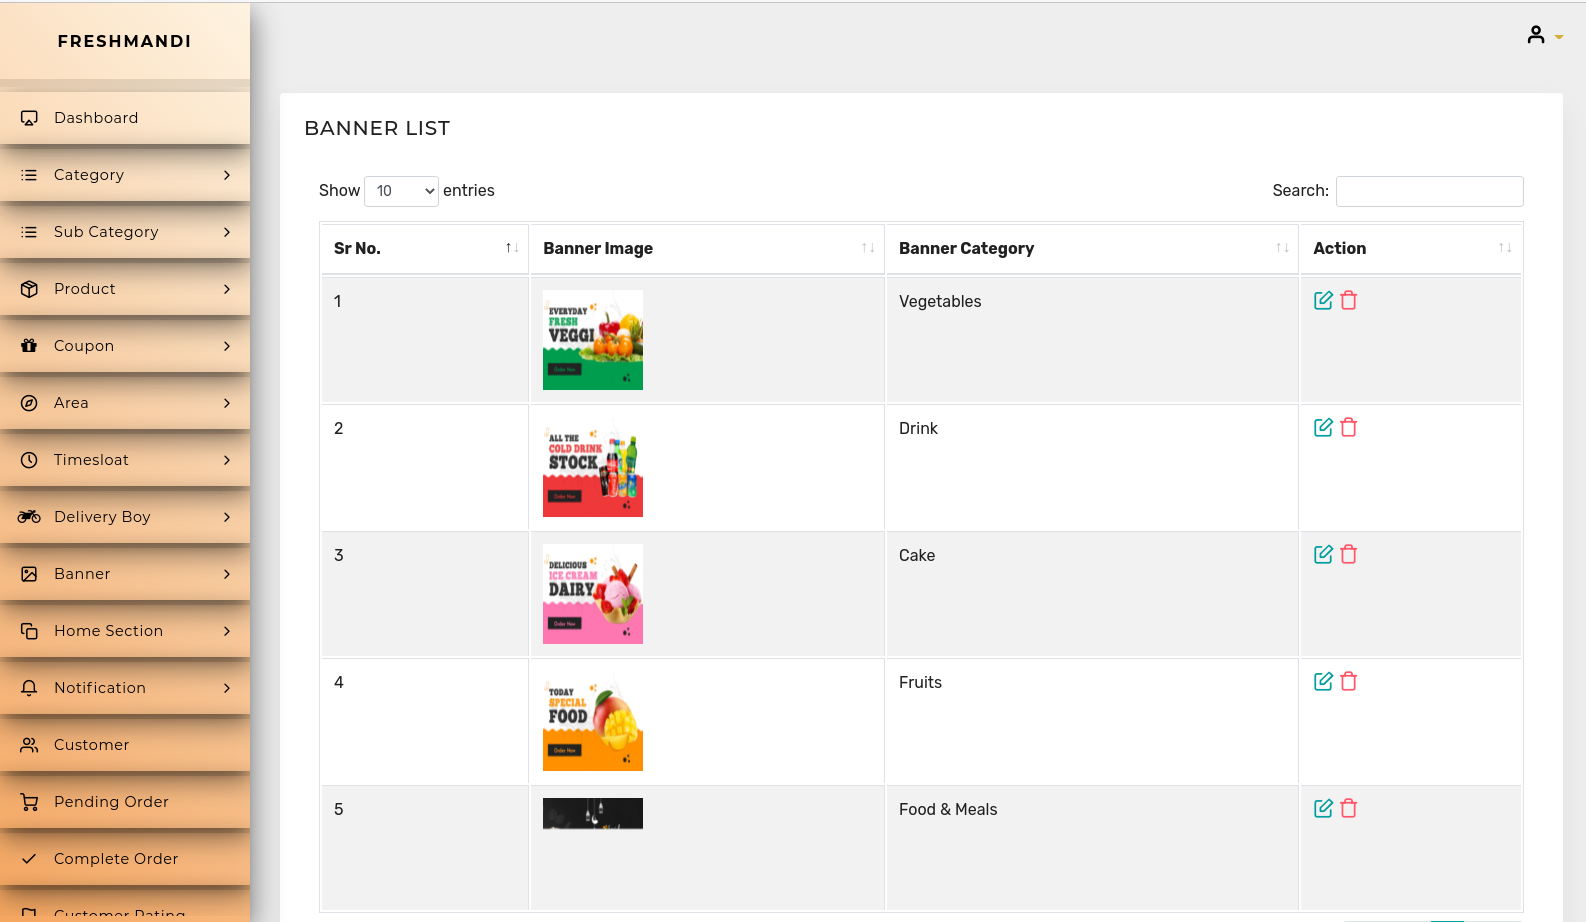 FRESHMANDI
Dashboard
Category
Sub Category
Product
Coupon
Area
Timesloat
Delivery Boy
Banner
Home Section
Notification
Customer
Pending Order
Complete Order
Customer Rating
BANNER LIST
Show 10 entries
Search:
Sr No. Banner Image Banner Category Action
1 Vegetables
EVERYDAY
FRESH
VEGGI
Order Now
2 Drink
ALL THE
COLD DRINK
STOCK
Order Now
3 Cake
DELICIOUS
ICE CREAM
DAIRY
Order Now
4 Fruits
TODAY
SPECIAL
FOOD
Order Now
5 Food & Meals